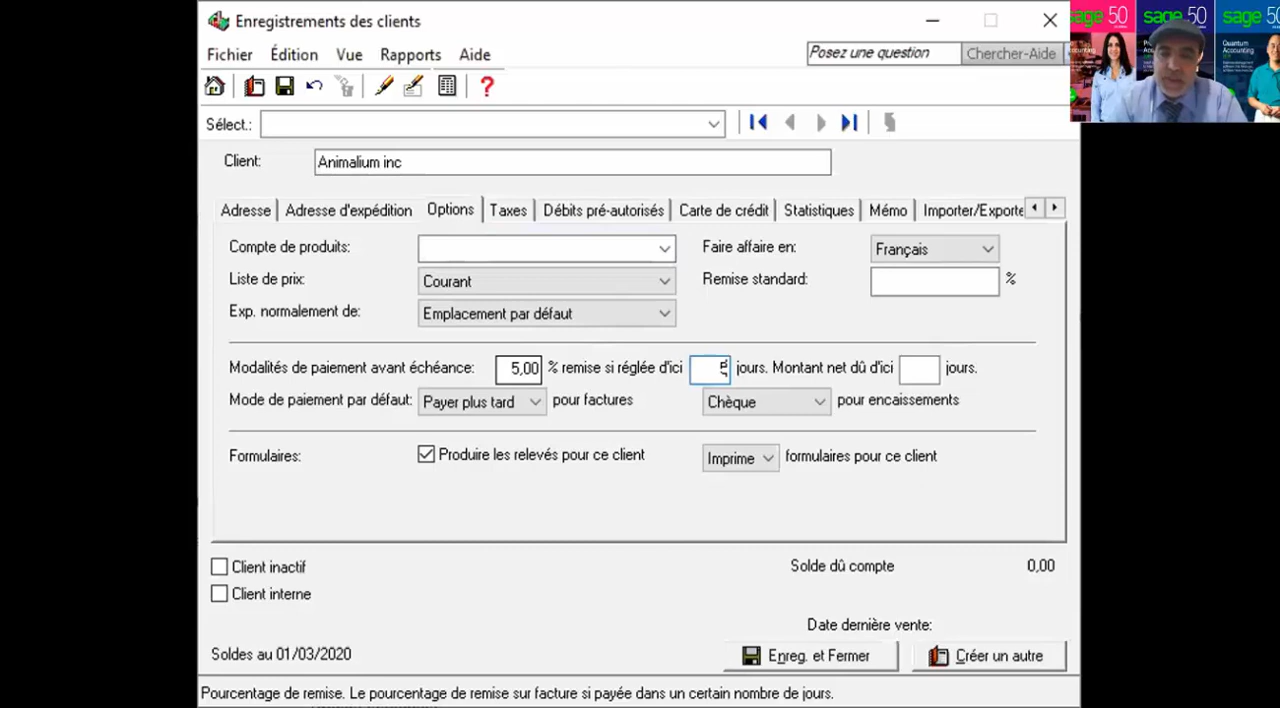 Enregistrements des clients
Fichier Édition Vue Rapports Aide
Posez une question Chercher-Aide
Sélect.:
Client: Animalium inc
Adresse Adresse d'expédition Options Taxes Débits pré-autorisés Carte de crédit Statistiques Mémo Importer/Exporte
Compte de produits: Faire affaire en: Français
Liste de prix: Courant Remise standard: %
Exp. normalement de: Emplacement par défaut
Modalités de paiement avant échéance: 5,00 % remise si réglée d'ici jours. Montant net dû d'ici jours.
Mode de paiement par défaut: Payer plus tard pour factures Chèque pour encaissements
Formulaires: Produire les relevés pour ce client Imprime formulaires pour ce client
Client inactif Solde dû compte 0,00
Client interne
Date dernière vente:
Soldes au 01/03/2020 Enreg. et Fermer Créer un autre
Pourcentage de remise. Le pourcentage de remise sur facture si payée dans un certain nombre de jours.
sage 50 sage 50 sage 50
Quantum
Accounting